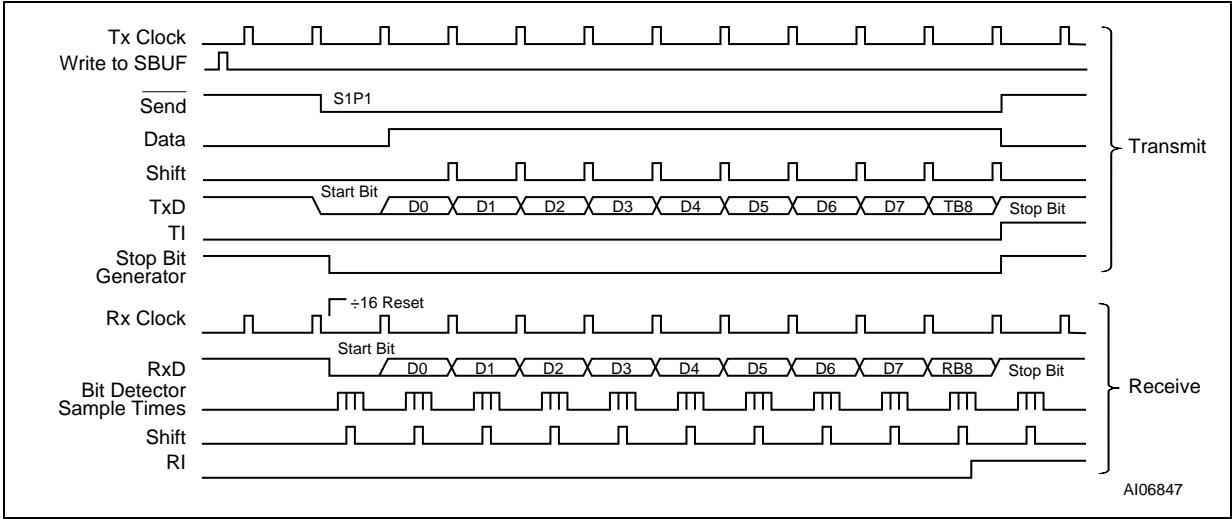 Tx Clock
Write to SBUF
Send
S1P1
Data
Shift
Start Bit
TxD
D0 D1 D2 D3 D4 D5 D6 D7 TB8 Stop Bit
TI
Stop Bit
Generator
Transmit
÷16 Reset
Rx Clock
Start Bit
RxD
D0 D1 D2 D3 D4 D5 D6 D7 RB8 Stop Bit
Bit Detector
Sample Times
Shift
RI
Receive
AI06847